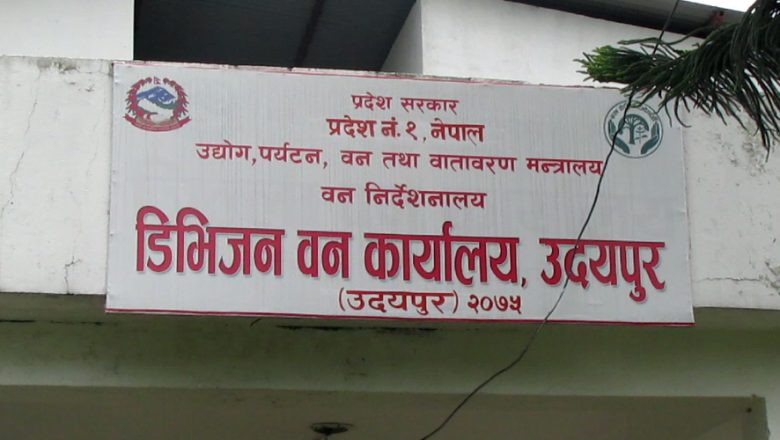 प्रदेश सरकार
प्रदेश नं. १, नेपाल
उद्योग, पर्यटन, वन तथा वातावरण मन्त्रालय
वन निर्देशनालय
डिभिजन वन कार्यालय, उदयपुर
(उदयपुर) २०७५